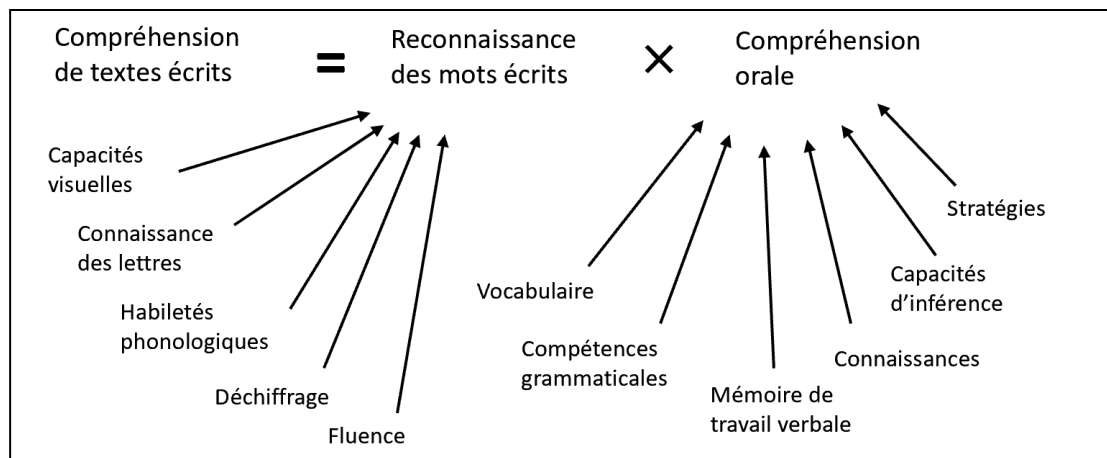 Compréhension
de textes écrits
=
Reconnaissance
des mots écrits
×
Compréhension
orale
Capacités
visuelles
Connaissance
des lettres
Habiletés
phonologiques
Déchiffrage
Fluence
Vocabulaire
Compétences
grammaticales
Mémoire de
travail verbale
Connaissances
Capacités
d’inférence
Stratégies